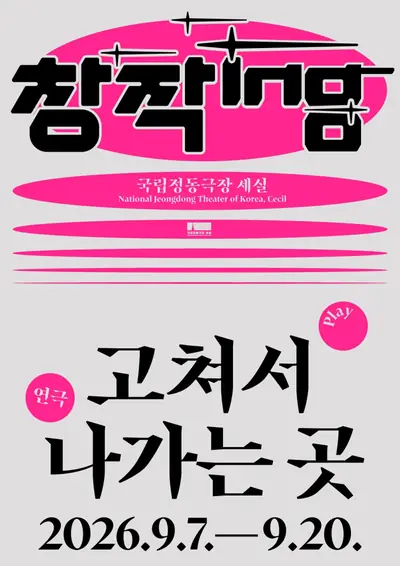 창작ing
국립정동극장 세실
National Jeongdong Theater of Korea, Cecil
Play
고쳐서
연극
나가는 곳
2026.9.7.—9.20.